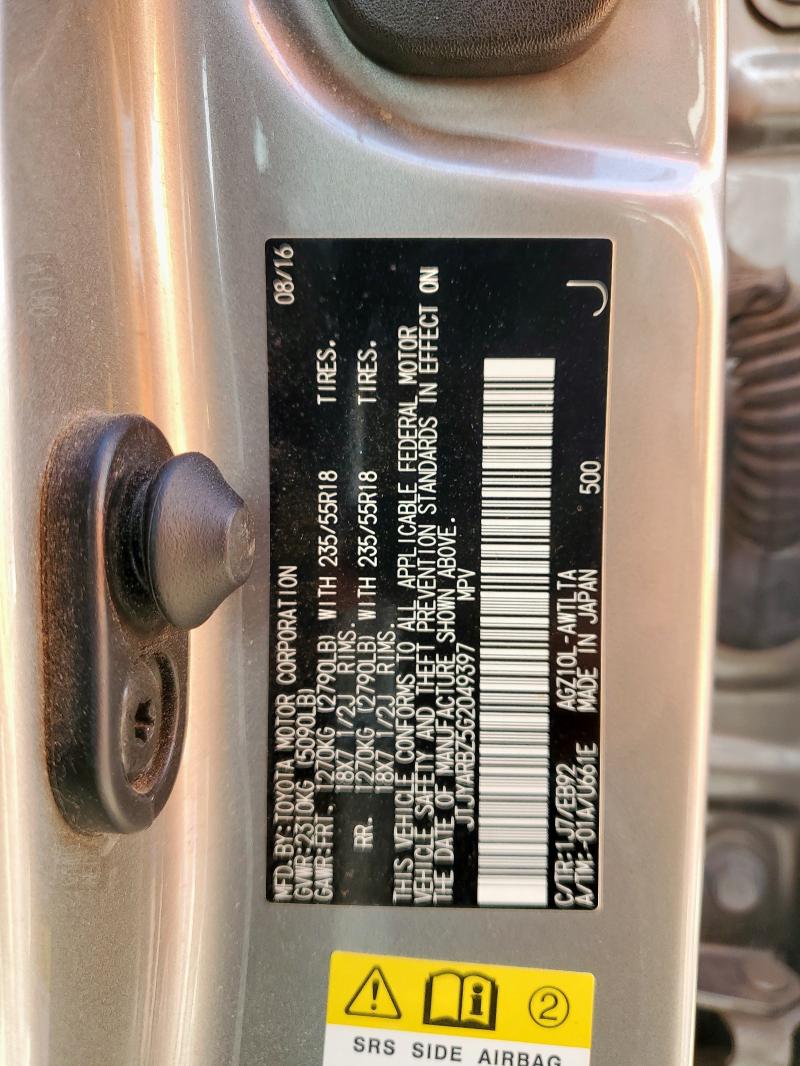 MFD.BY:TOYOTA MOTOR CORPORATION 08/16
GVWR:2310KG (5090LB)
GAWR:FRT. 1270KG (2790LB) WITH 235/55R18 TIRES.
18X7 1/2J RIMS.
RR. 1270KG (2790LB) WITH 235/55R18 TIRES.
18X7 1/2J RIMS.
THIS VEHICLE CONFORMS TO ALL APPLICABLE FEDERAL MOTOR
VEHICLE SAFETY AND THEFT PREVENTION STANDARDS IN EFFECT ON
THE DATE OF MANUFACTURE SHOWN ABOVE.
JTJYARBZ5G2049397 MPV
C/TR:1J7/EB92 AGZ10L-AWTLTA
A/TM:-01A/U661E MADE IN JAPAN 500 J
2
SRS SIDE AIRBAG